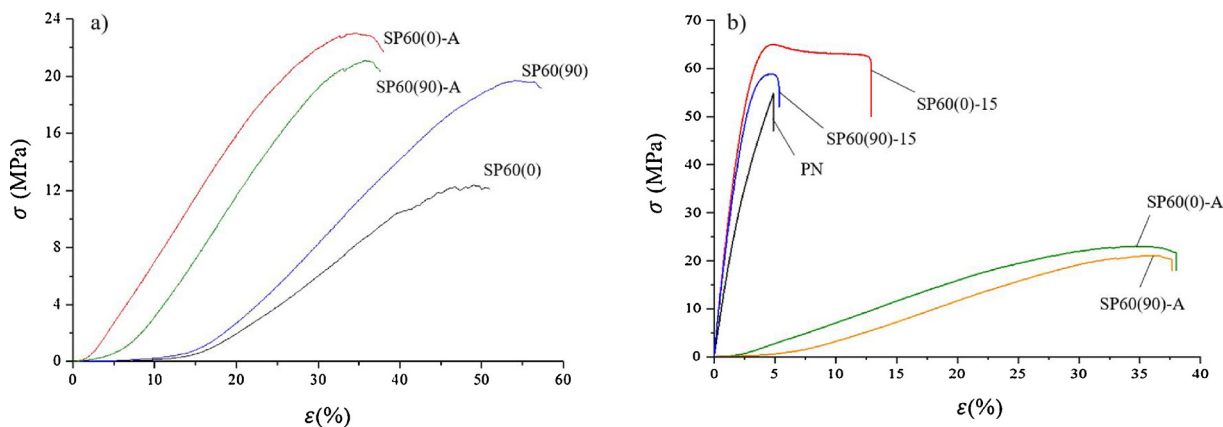 a)
24
20
16
12
8
4
0
σ (MPa)
SP60(0)-A
SP60(90)-A
SP60(90)
SP60(0)
0
10
20
30
40
50
60
ε(%)
b)
70
60
50
40
30
20
10
0
σ (MPa)
SP60(0)-15
SP60(90)-15
PN
SP60(0)-A
SP60(90)-A
0
5
10
15
20
25
30
35
40
ε(%)